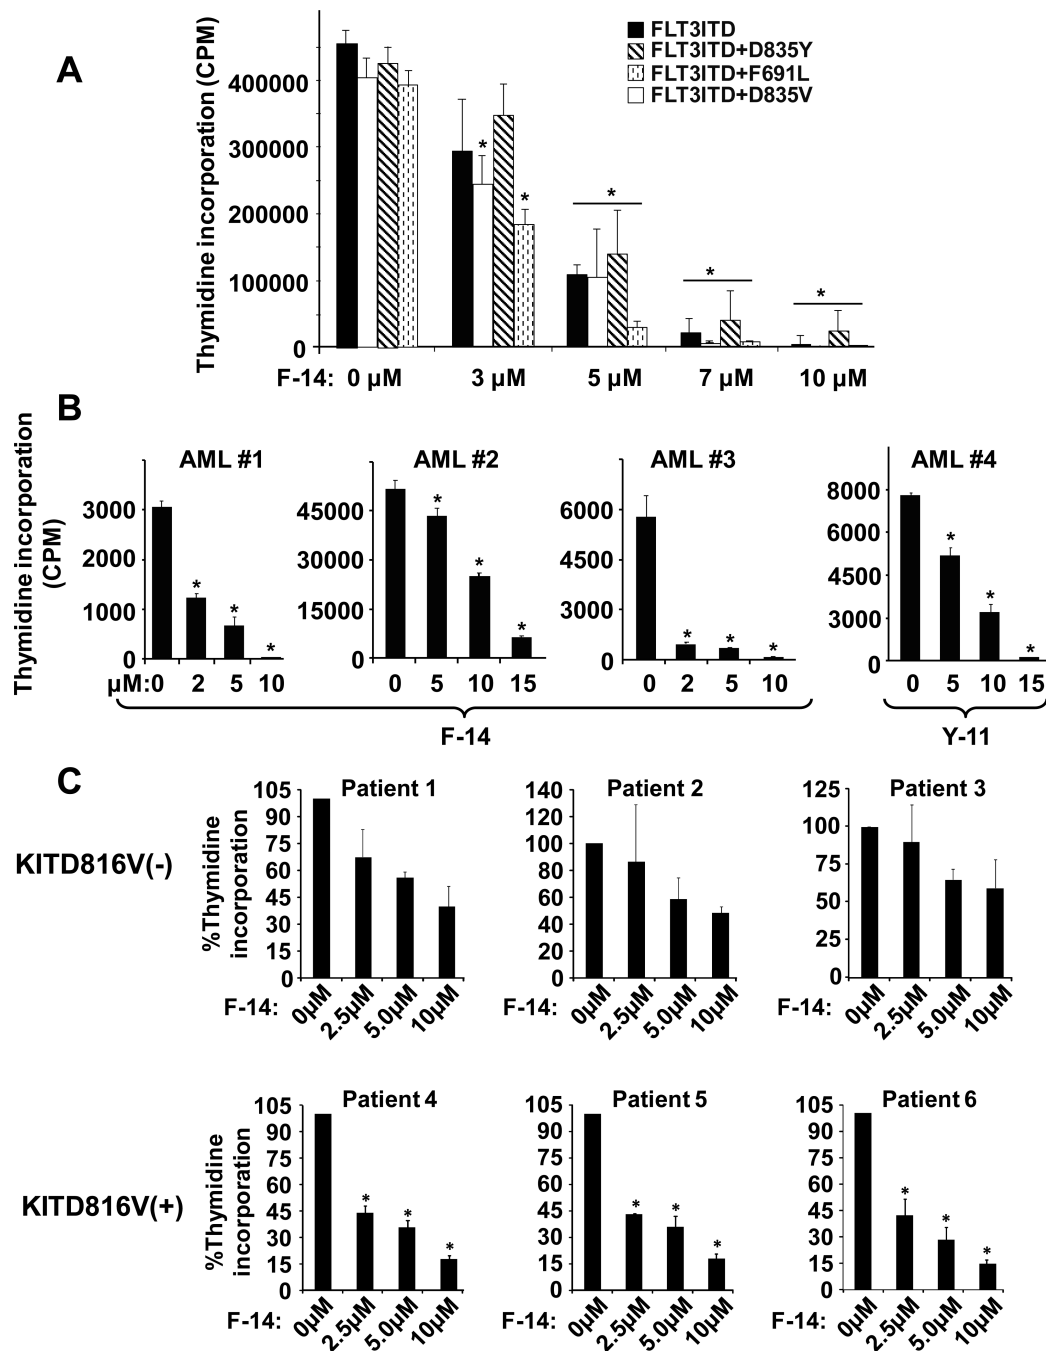 A
Thymidine incorporation (CPM)
FLT3ITD
FLT3ITD+D835Y
FLT3ITD+F691L
FLT3ITD+D835V
400000
300000
200000
100000
0
* * * * *
F-14: 0 µM 3 µM 5 µM 7 µM 10 µM
B
Thymidine incorporation
(CPM)
AML #1
3000
2000
1000
0
* * *
µM:0 2 5 10
AML #2
45000
30000
15000
0
* * *
0 5 10 15
AML #3
6000
4500
3000
0
* * *
0 2 5 10
F-14
AML #4
8000
6000
4500
3000
0
* * *
0 5 10 15
Y-11
C
KITD816V(-)
%Thymidine
incorporation
Patient 1
105
90
75
60
45
30
15
0
F-14: 0µM 2.5µM 5.0µM 10µM
Patient 2
140
120
100
80
60
40
20
0
F-14: 0µM 2.5µM 5.0µM 10µM
Patient 3
125
100
75
50
25
0
F-14: 0µM 2.5µM 5.0µM 10µM
KITD816V(+)
%Thymidine
incorporation
Patient 4
105
90
75
60
45
30
15
0
* * *
F-14: 0µM 2.5µM 5.0µM 10µM
Patient 5
105
90
75
60
45
30
15
0
* * *
F-14: 0µM 2.5µM 5.0µM 10µM
Patient 6
105
90
75
60
45
30
15
0
* * *
F-14: 0µM 2.5µM 5.0µM 10µM